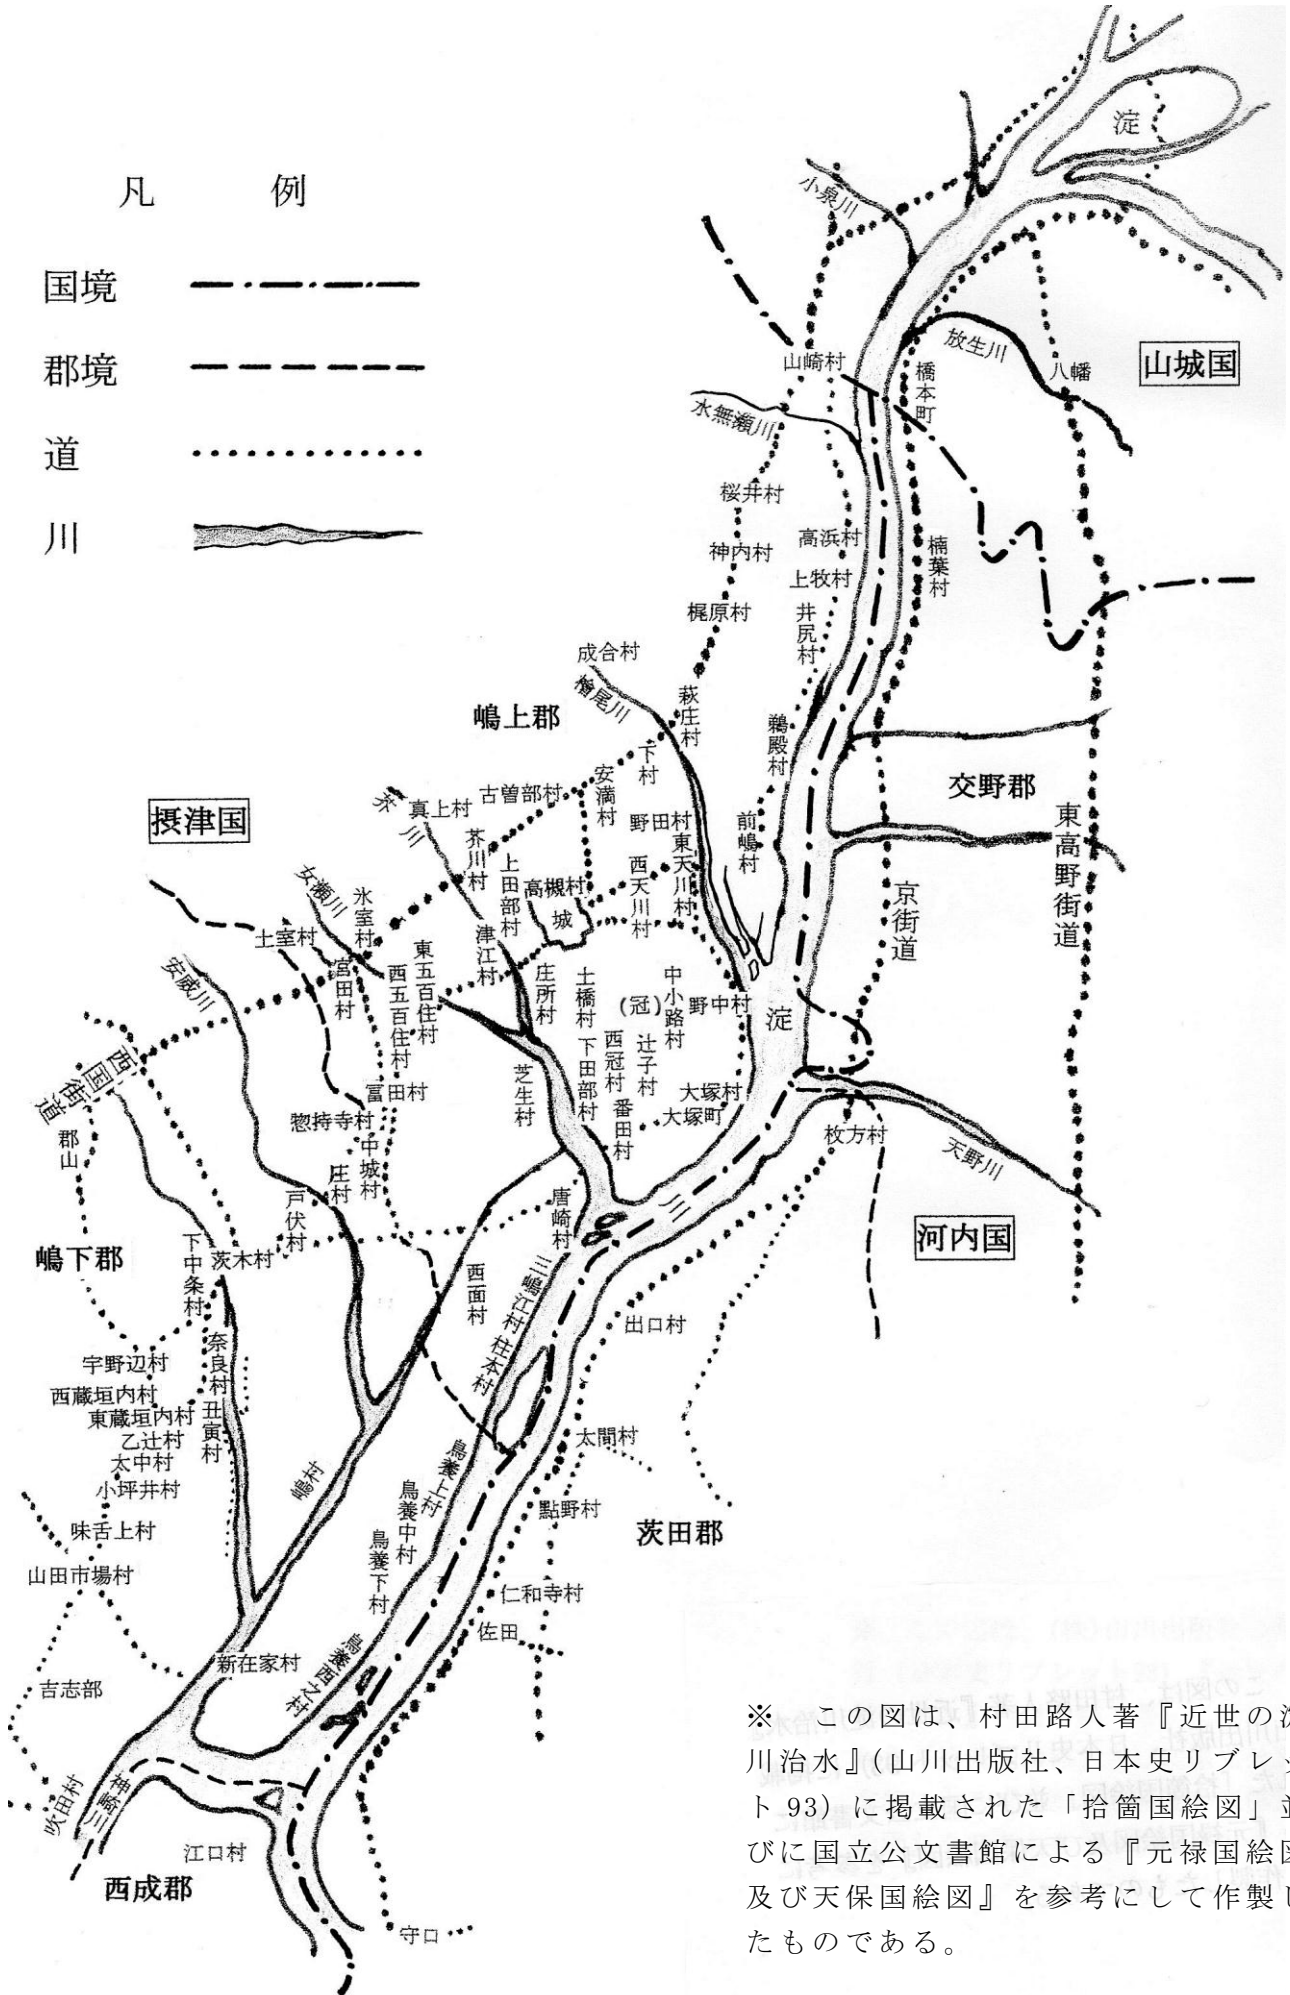 凡 例
国境
郡境
道
川
淀
小泉川
山崎村
放生川
八幡
山城国
橋本町
水無瀬川
桜井村
神内村
梶原村
高浜村
上牧村
井尻村
楠葉村
成合村
檜尾川
萩庄村
鵜殿村
嶋上郡
下村
安満村
古曽部村
真上村
芥川
芥川村
摂津国
野田村
東天川村
西天川村
前嶋村
交野郡
東高野街道
京街道
上田部村
高槻村
城
女瀬川
氷室村
土室村
宮田村
津江村
東五百住村
西五百住村
庄所村
土橋村
中小路村
(冠)
野中村
淀
安威川
西国街道
富田村
芝生村
下田部村
西冠村
辻子村
番田村
大塚村
大塚町
枚方村
天野川
惣持寺村
中城村
庄村
戸伏村
郡山
唐崎村
川
河内国
嶋下郡
下中条村
茨木村
西面村
三嶋江村
柱本村
出口村
奈良村
宇野辺村
西蔵垣内村
東蔵垣内村
丑寅村
乙辻村
太中村
小坪井村
味舌上村
山田市場村
嶋村
鳥養上村
鳥養中村
鳥養下村
太間村
點野村
茨田郡
仁和寺村
佐田
鳥養西之村
新在家村
吉志部
吹田村
神崎川
江口村
西成郡
守口
※ この図は、村田路人著『近世の淀
川治水』(山川出版社、日本史リブレッ
ト93) に掲載された「拾箇国絵図」並
びに国立公文書館による『元禄国絵図
及び天保国絵図』を参考にして作製し
たものである。